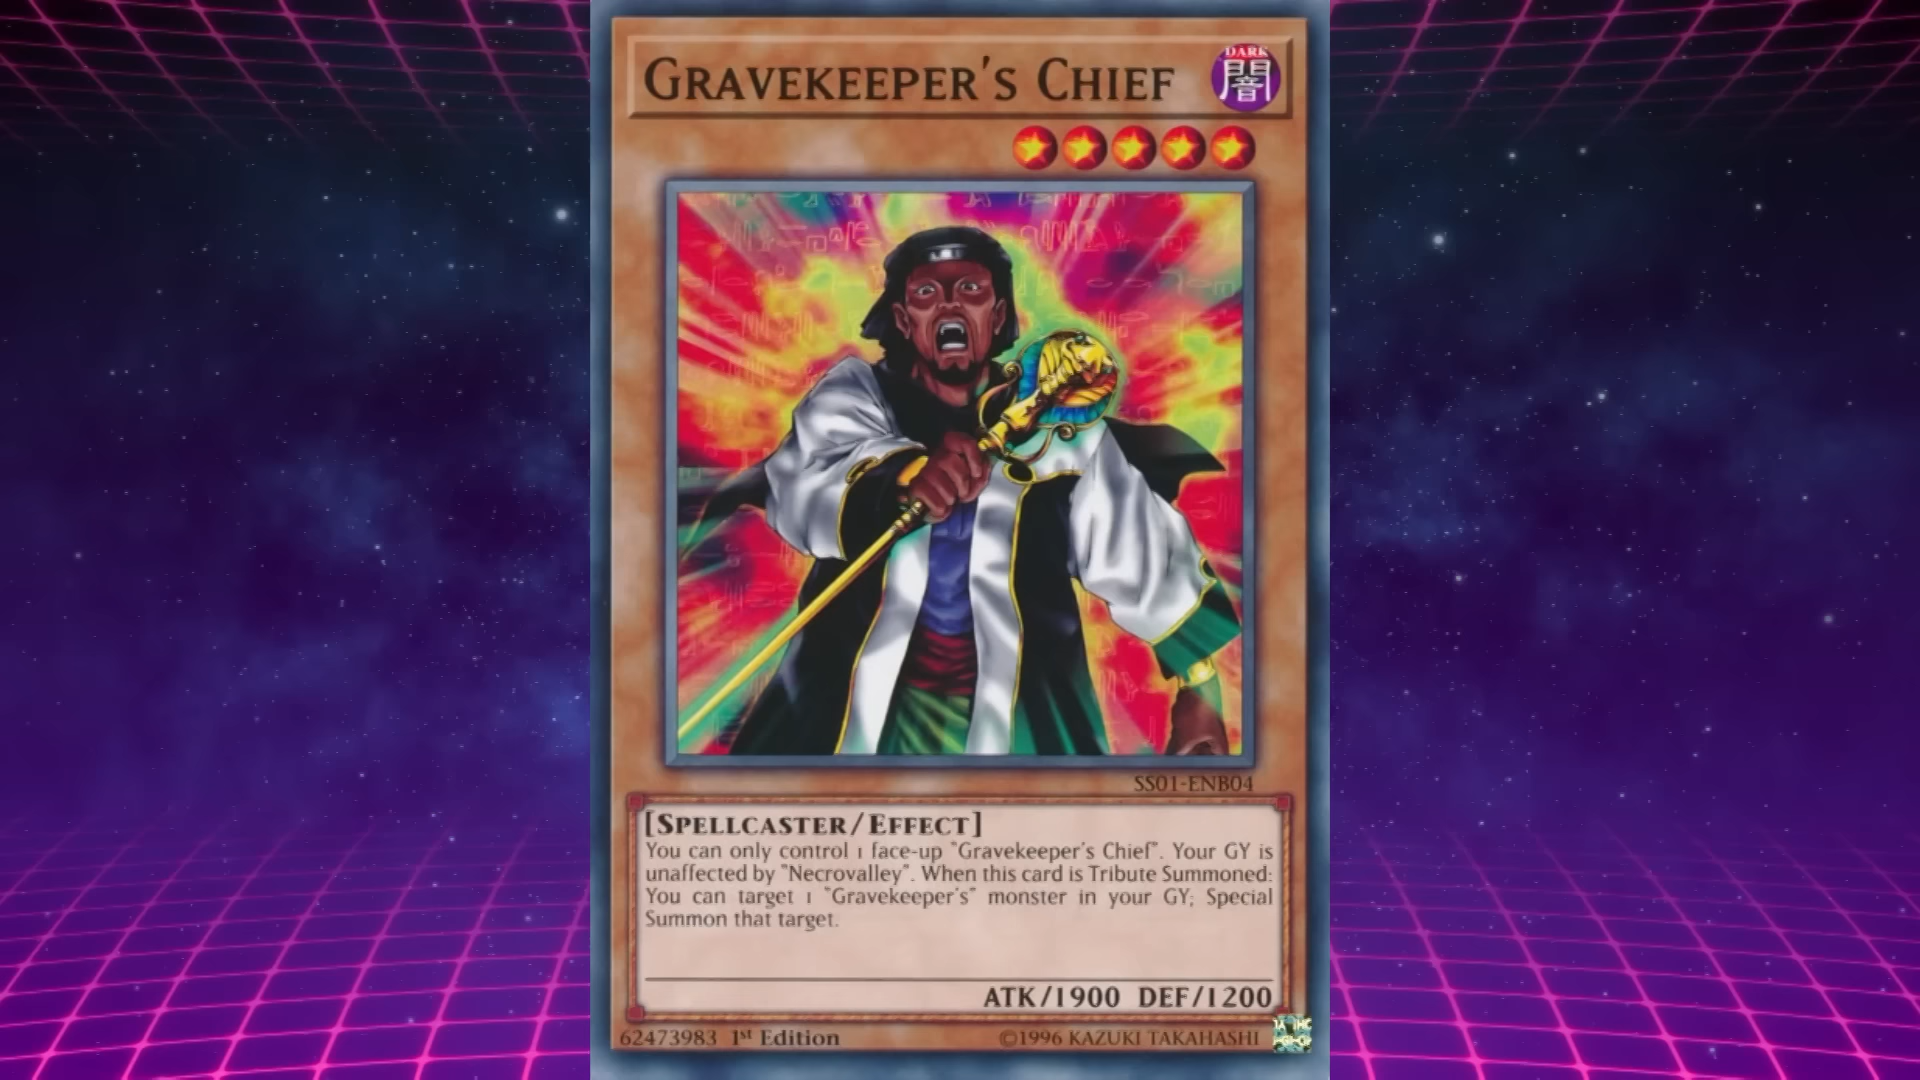 GRAVEKEEPER'S CHIEF
DARK
闇
SS01-ENB04
[SPELLCASTER/EFFECT]
You can only control 1 face-up "Gravekeeper's Chief". Your GY is
unaffected by "Necrovalley". When this card is Tribute Summoned:
You can target 1 "Gravekeeper's" monster in your GY; Special
Summon that target.
ATK/1900 DEF/1200
62473983 1st Edition
©1996 KAZUKI TAKAHASHI